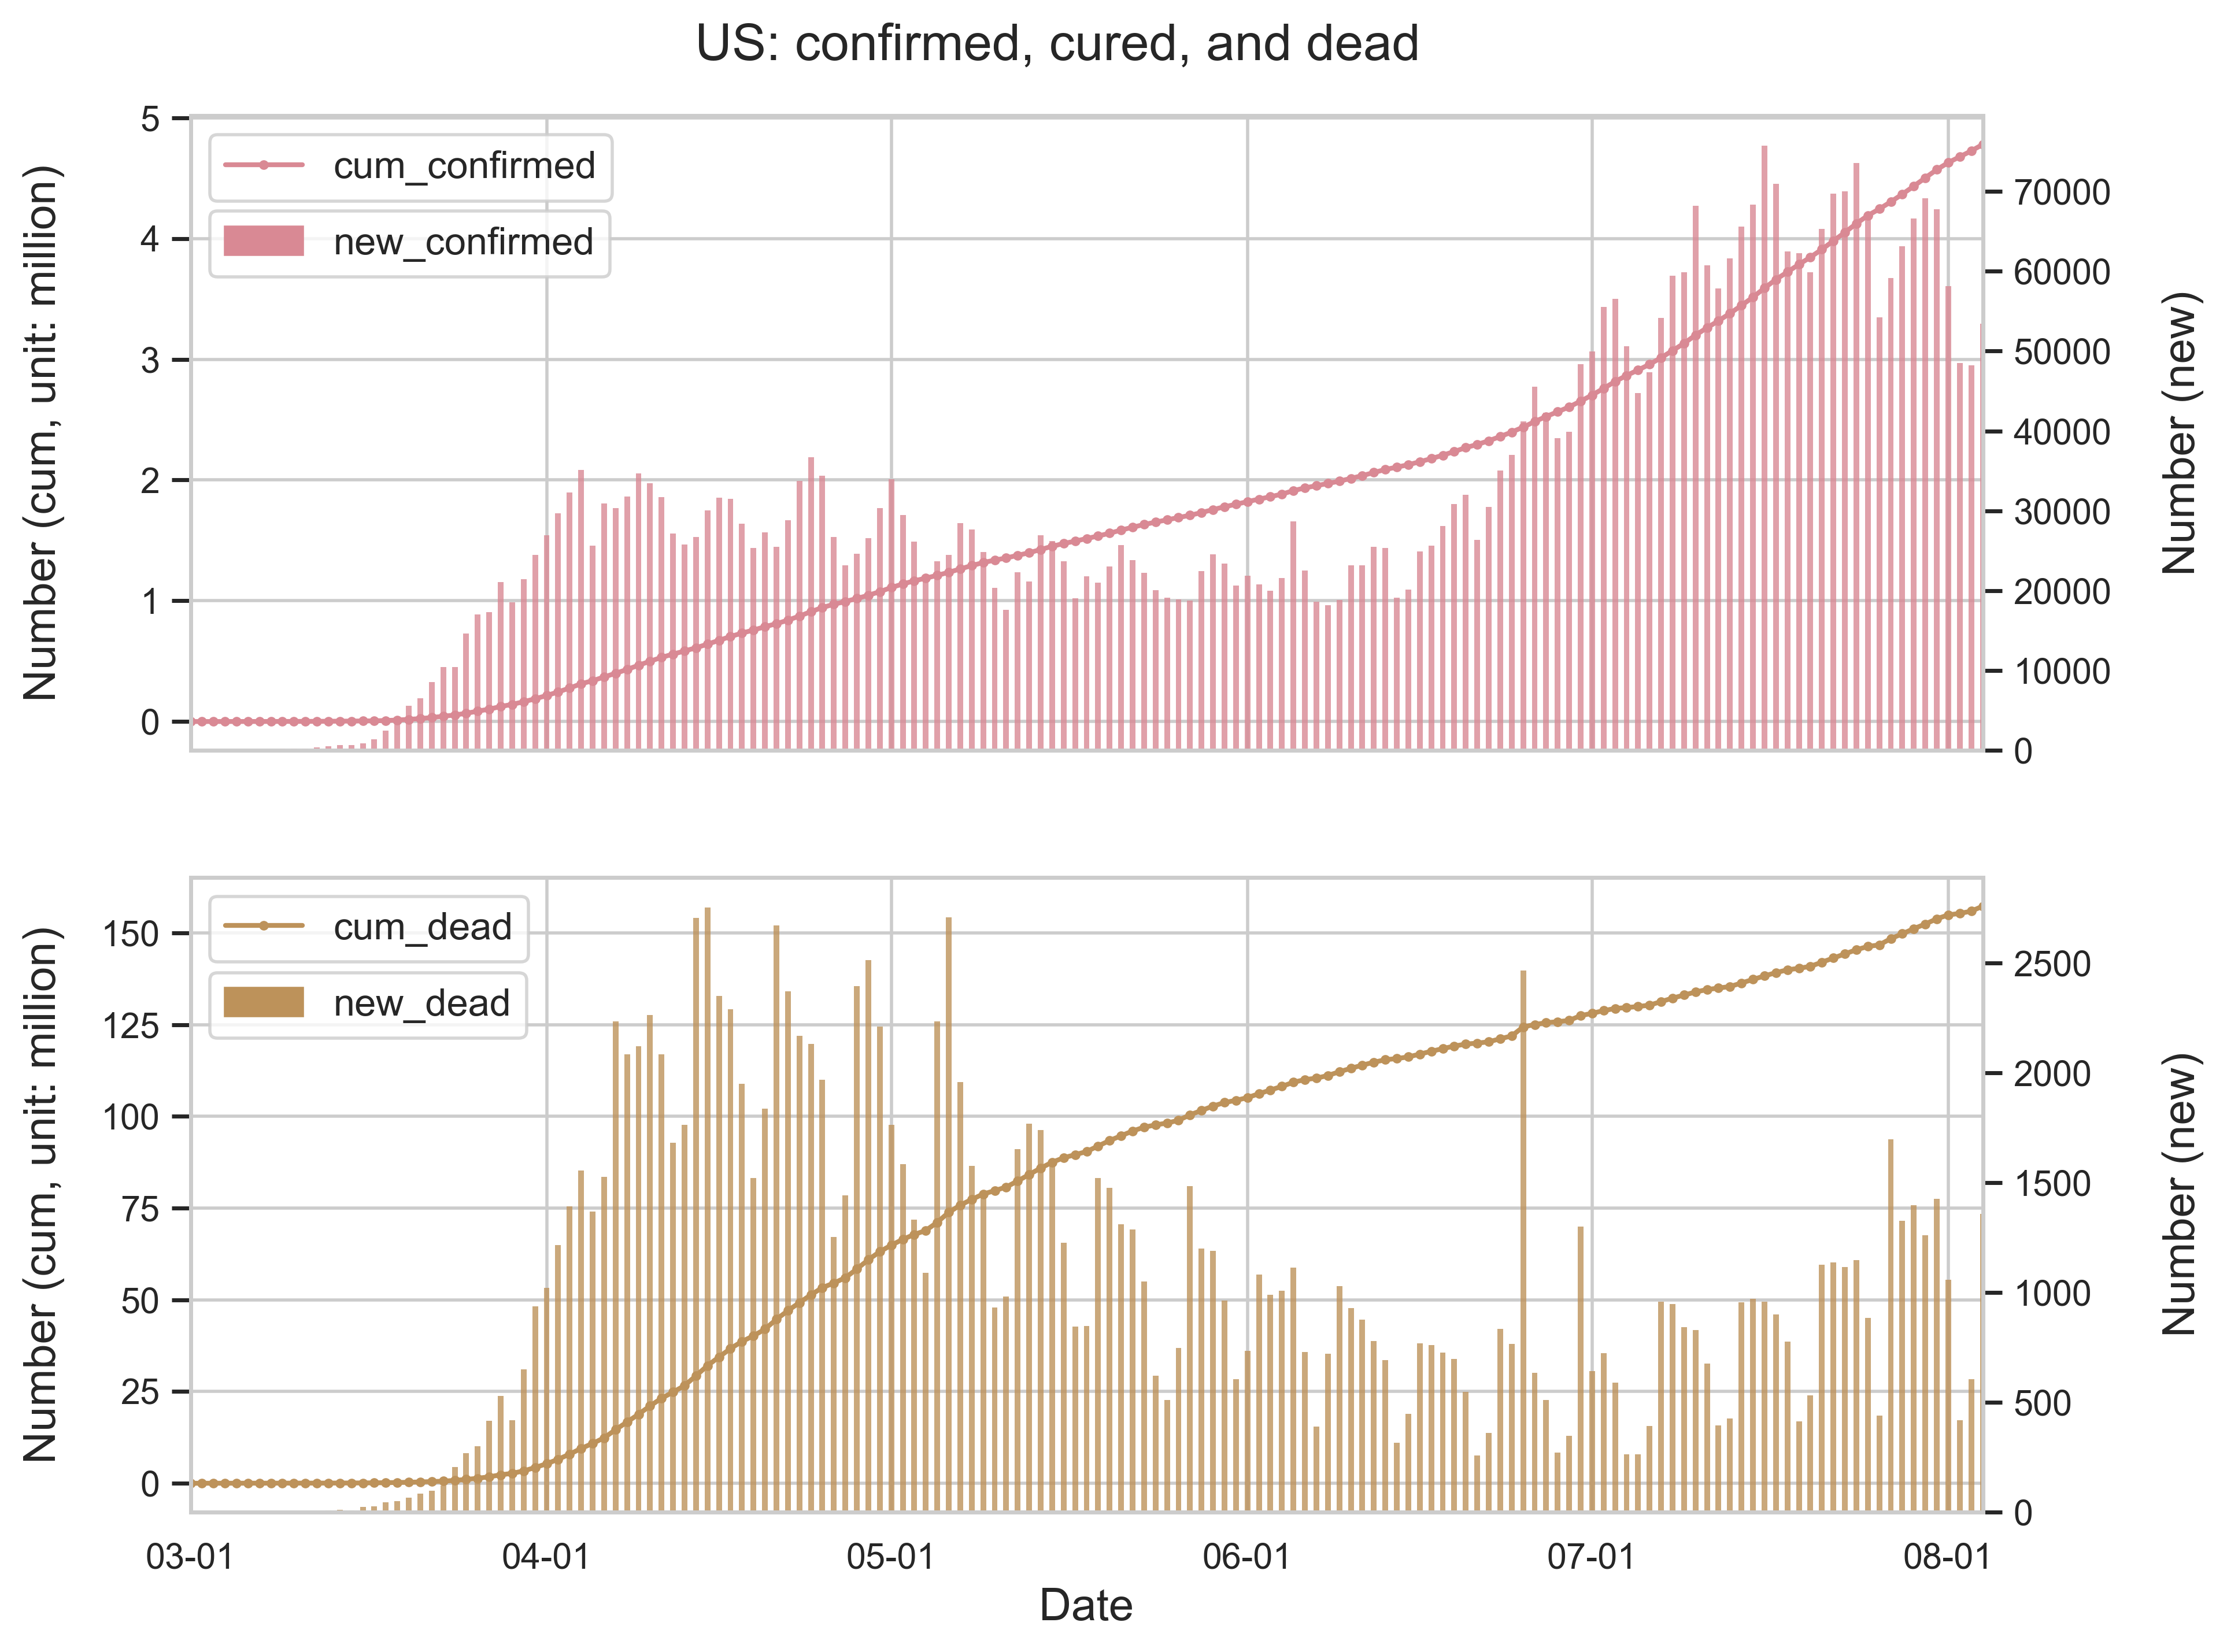 US: confirmed, cured, and dead
5
4
3
2
1
0
Number (cum, unit: million)
cum_confirmed
new_confirmed
70000
60000
50000
40000
30000
20000
10000
0
Number (new)
150
125
100
75
50
25
0
Number (cum, unit: million)
cum_dead
new_dead
2500
2000
1500
1000
500
0
Number (new)
03-01 04-01 05-01 06-01 07-01 08-01
Date